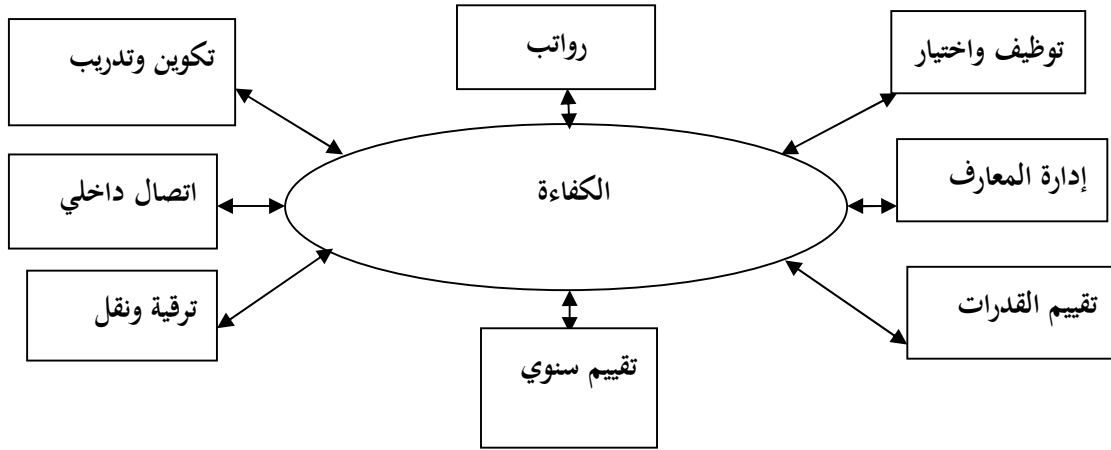 توظيف واختيار
رواتب
تكوين وتدريب
إدارة المعارف
الكفاءة
اتصال داخلي
تقييم القدرات
تقييم سنوي
ترقية ونقل